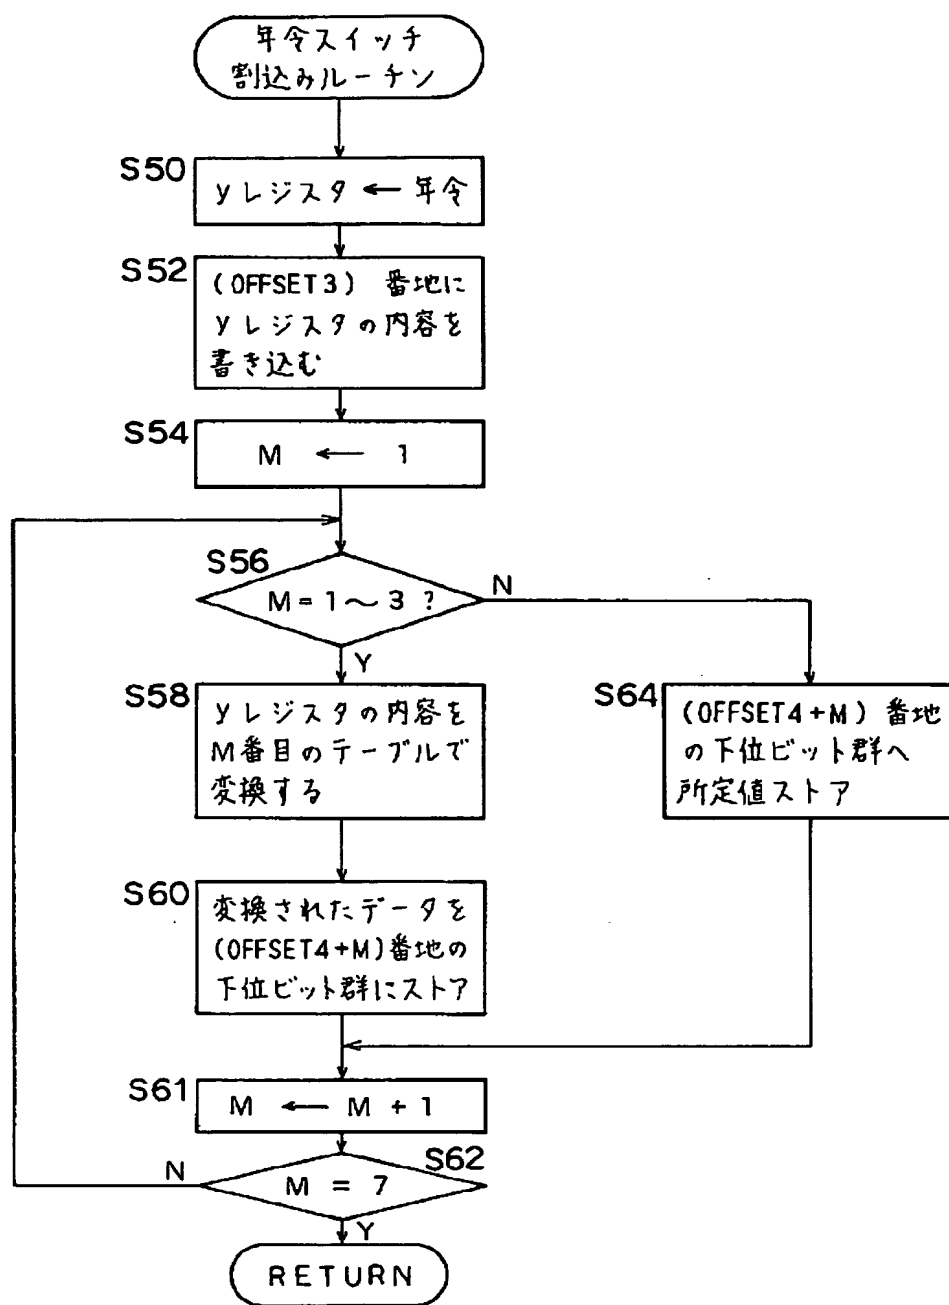 年令スイッチ
割込みルーチン
S50
yレジスタ ← 年令
S52
(OFFSET3) 番地に
yレジスタの内容を
書き込む
S54
M ← 1
S56
M = 1 〜 3 ?
N
Y
S58
yレジスタの内容を
M番目のテーブルで
変換する
S64
(OFFSET4+M) 番地
の下位ビット群へ
所定値ストア
S60
変換されたデータを
(OFFSET4+M)番地の
下位ビット群にストア
S61
M ← M + 1
S62
N
M = 7
Y
RETURN